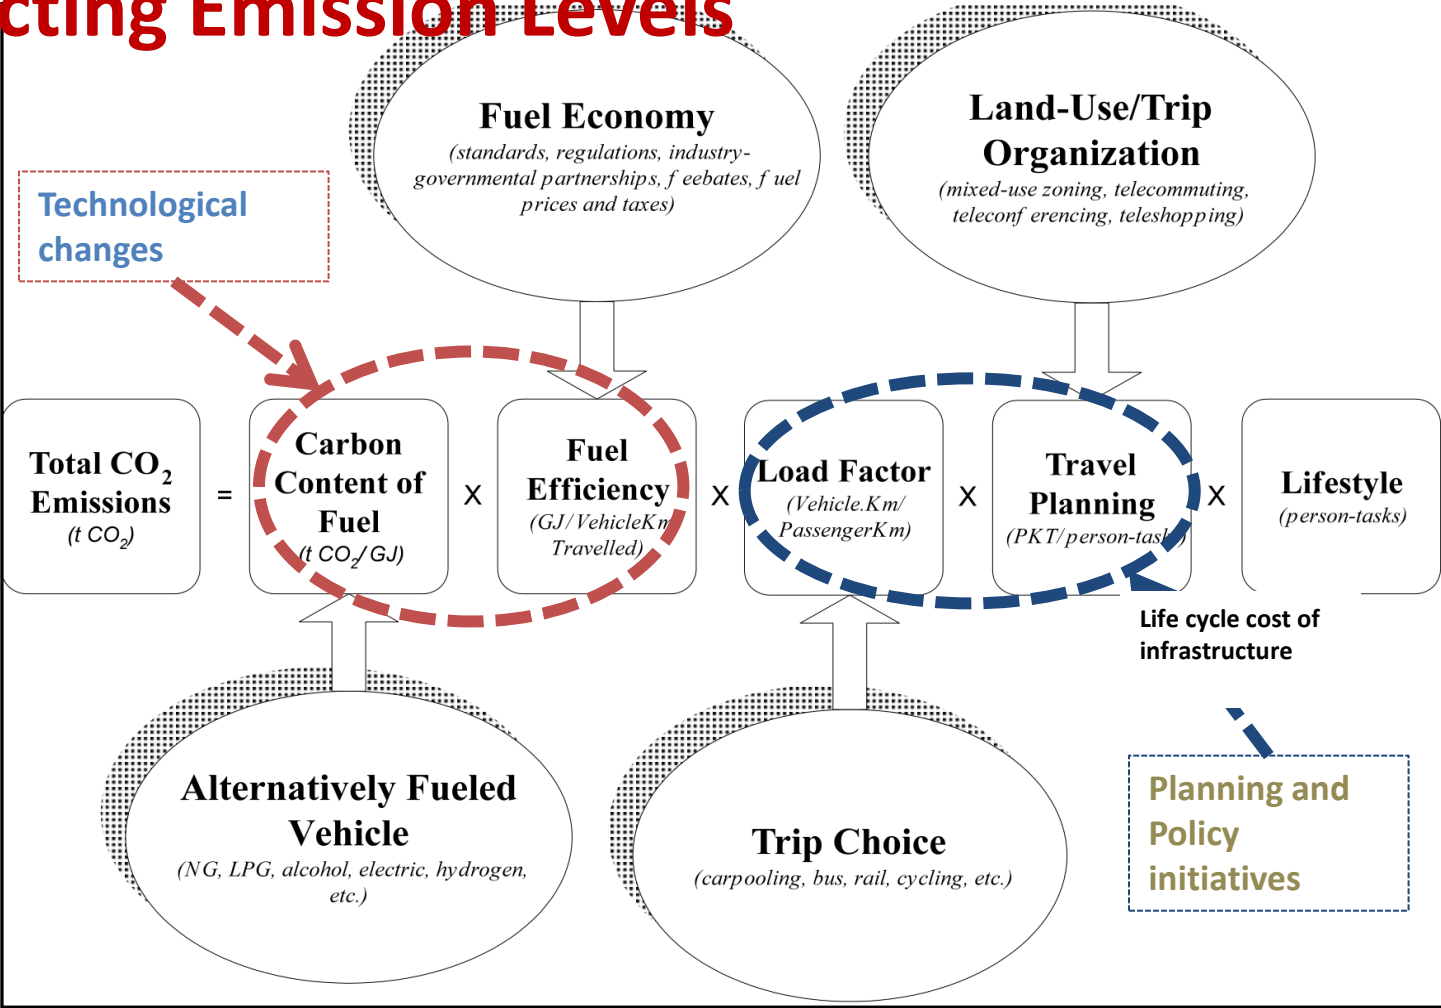 cting Emission Levels
Fuel Economy
(standards, regulations, industry-
governmental partnerships, f eebates, f uel
prices and taxes)
Land-Use/Trip
Organization
(mixed-use zoning, telecommuting,
teleconf erencing, teleshopping)
Technological
changes
Total CO2
Emissions
(t CO2)
=
Carbon
Content of
Fuel
(t CO2/ GJ)
X
Fuel
Efficiency
(GJ/VehicleKm
Travelled)
X
Load Factor
(Vehicle.Km/
PassengerKm)
X
Travel
Planning
(PKT/person-task)
X
Lifestyle
(person-tasks)
Life cycle cost of
infrastructure
Alternatively Fueled
Vehicle
(NG, LPG, alcohol, electric, hydrogen,
etc.)
Trip Choice
(carpooling, bus, rail, cycling, etc.)
Planning and
Policy
initiatives